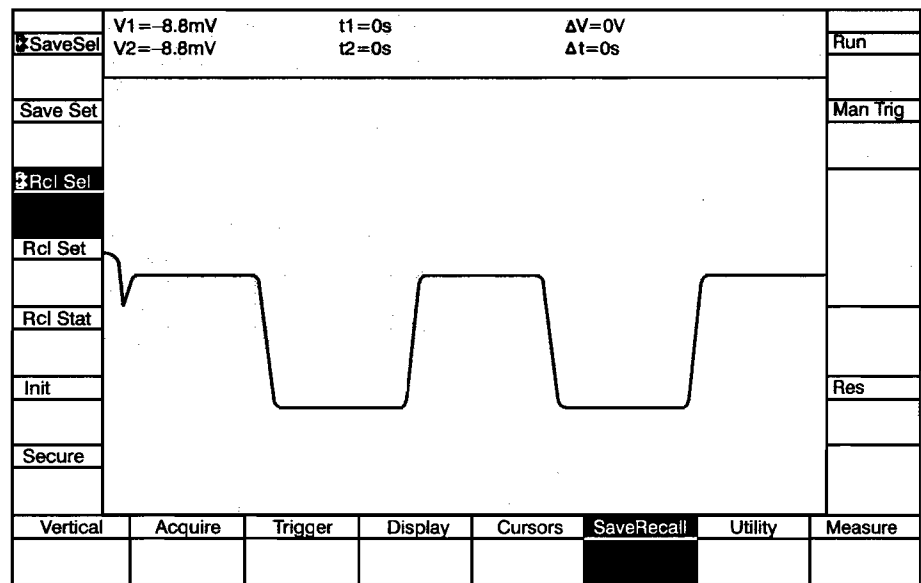 V1=–8.8mV t1=0s ΔV=0V
V2=–8.8mV t2=0s Δt=0s
SaveSel
Save Set
Rcl Sel
Rcl Set
Rcl Stat
Init
Secure
Run
Man Trig
Res
Vertical Acquire Trigger Display Cursors SaveRecall Utility Measure